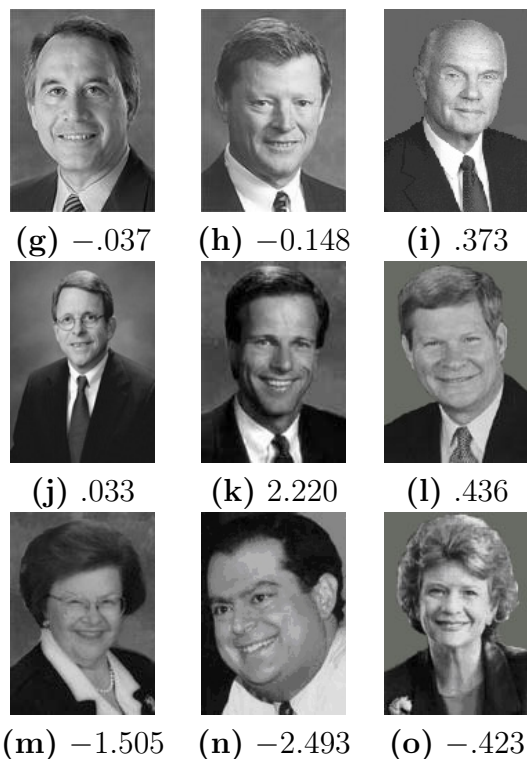 (g) −.037 (h) −0.148 (i) .373
(j) .033 (k) 2.220 (l) .436
(m) −1.505 (n) −2.493 (o) −.423